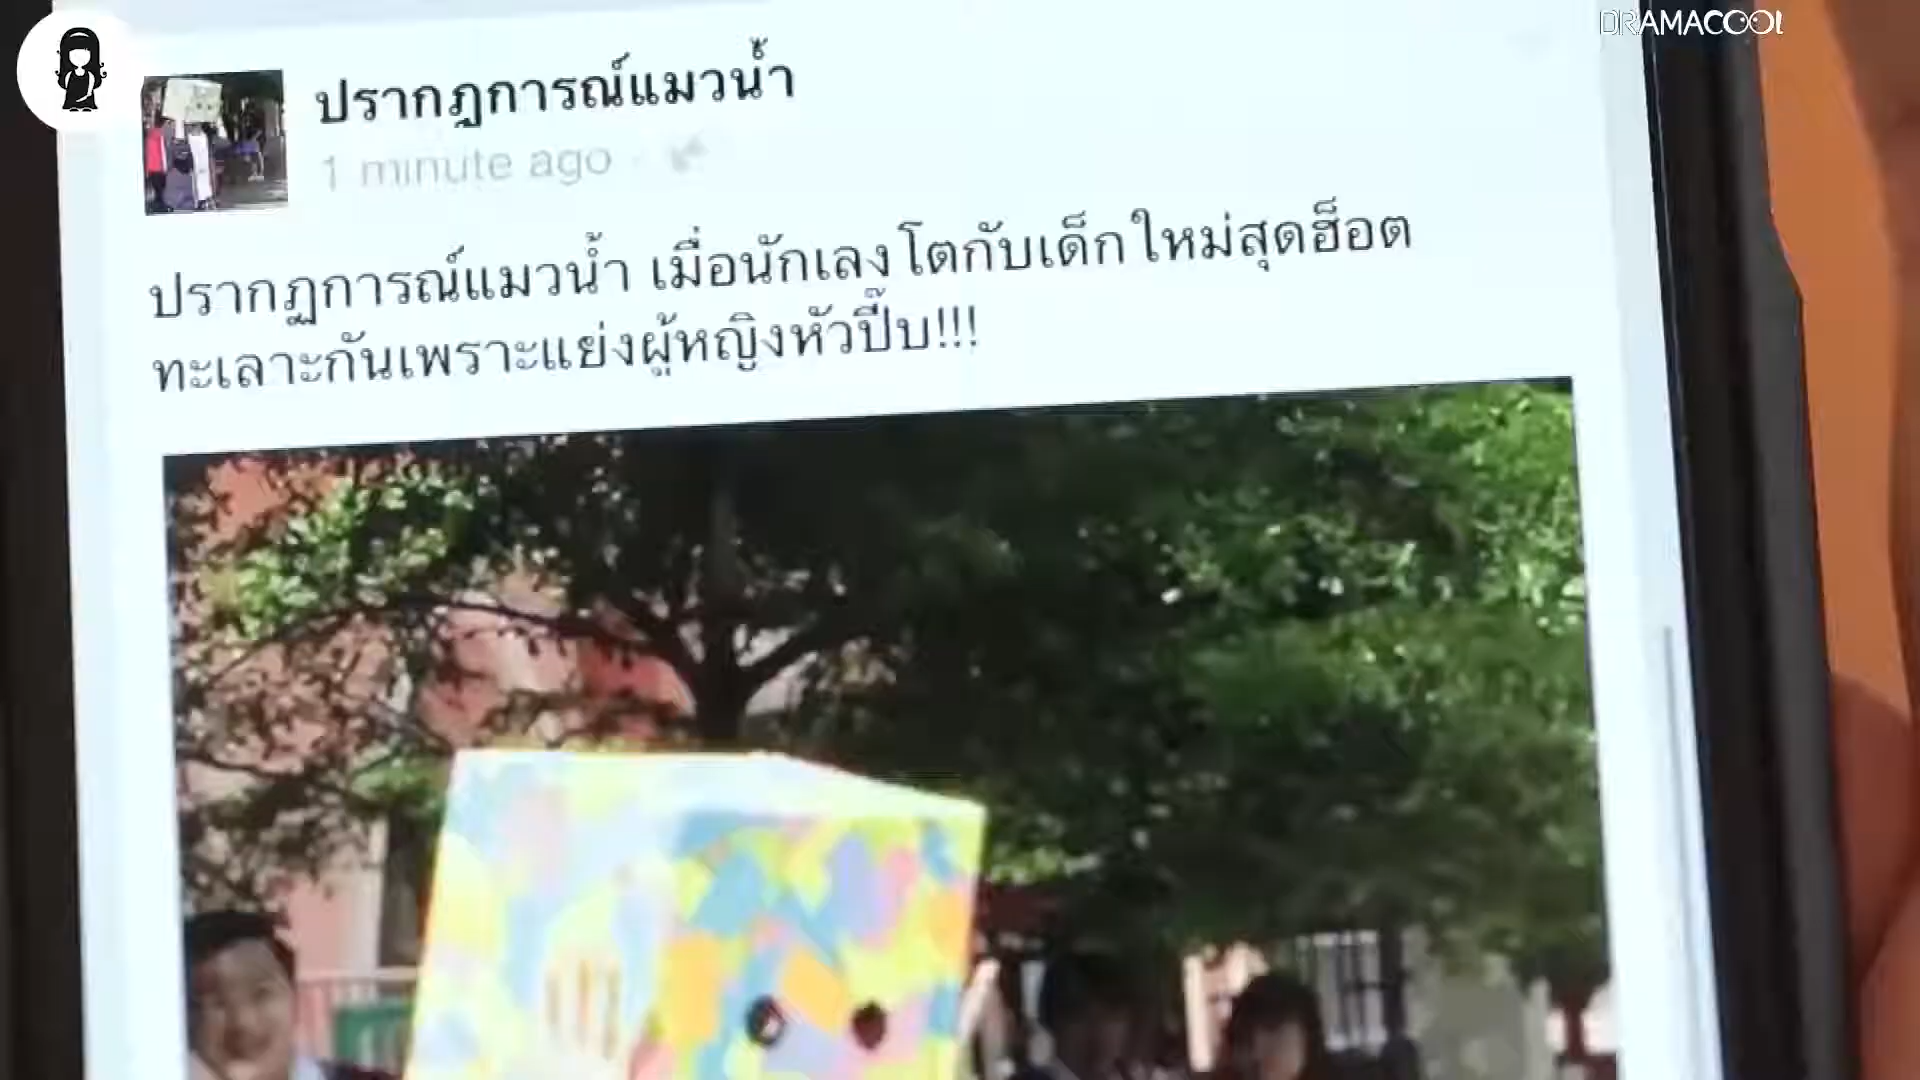 DRAMACOOL
ปรากฏการณ์แมวน้ำ
1 minute ago
ปรากฏการณ์แมวน้ำ เมื่อนักเลงโตกับเด็กใหม่สุดฮ็อต
ทะเลาะกันเพราะแย่งผู้หญิงหัวปี๊บ!!!